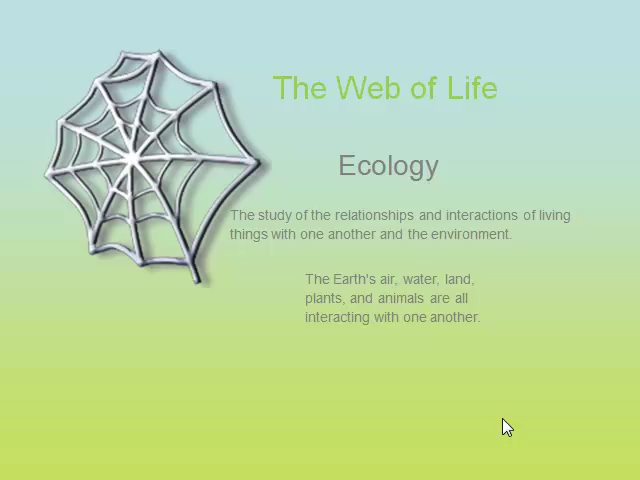 The Web of Life
Ecology
The study of the relationships and interactions of living
things with one another and the environment.
The Earth's air, water, land,
plants, and animals are all
interacting with one another.